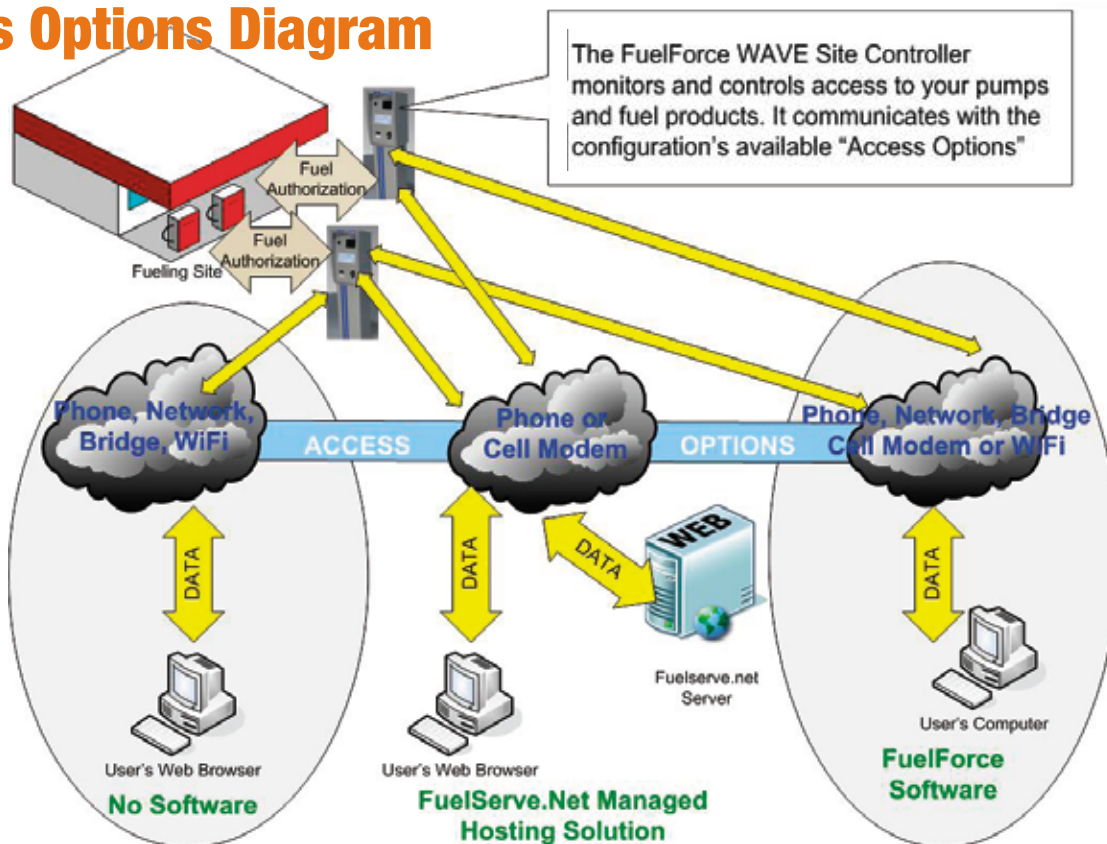 s Options Diagram
The FuelForce WAVE Site Controller
monitors and controls access to your pumps
and fuel products. It communicates with the
configuration's available “Access Options”
Fuel
Authorization
Fuel
Authorization
Fueling Site
Phone, Network,
Bridge, WiFi
ACCESS
Phone or
Cell Modem
OPTIONS
Phone, Network, Bridge
Cell Modem or WiFi
DATA
DATA
DATA
DATA
WEB
Fuelserve.net
Server
User's Web Browser
No Software
User's Web Browser
FuelServe.Net Managed
Hosting Solution
User's Computer
FuelForce
Software